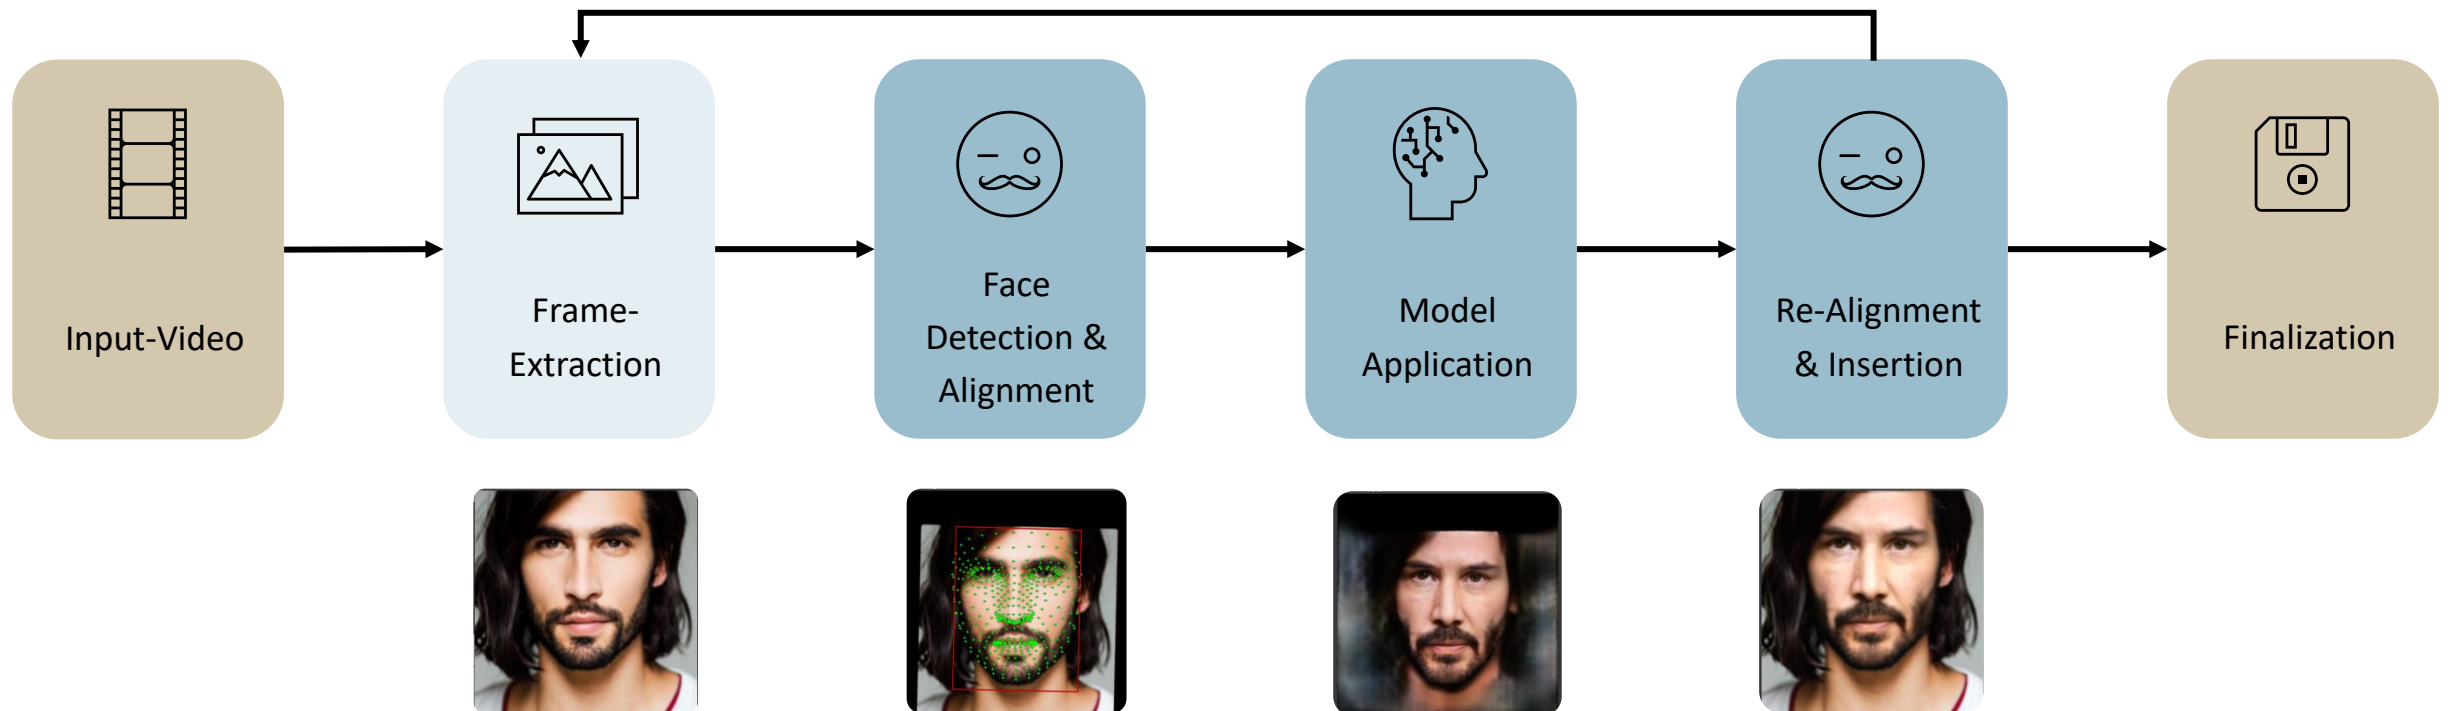 Input-Video
Frame-
Extraction
Face
Detection &
Alignment
Model
Application
Re-Alignment
& Insertion
Finalization